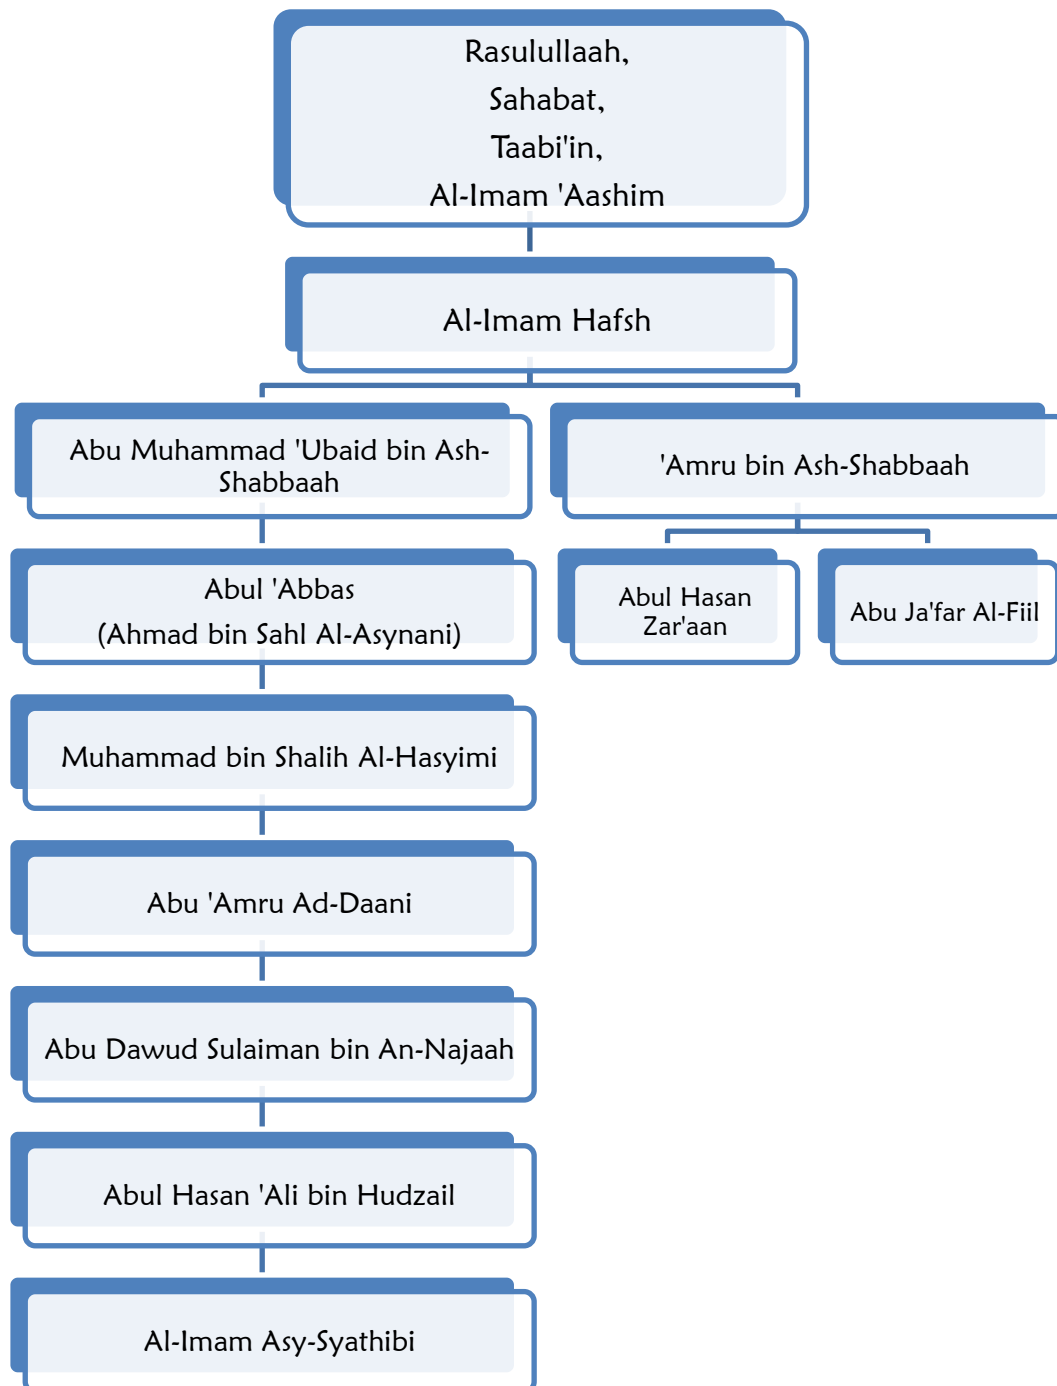 Rasulullaah,
Sahabat,
Taabi'in,
Al-Imam 'Aashim
Al-Imam Hafsh
Abu Muhammad 'Ubaid bin Ash-
Shabbaah
'Amru bin Ash-Shabbaah
Abul 'Abbas
(Ahmad bin Sahl Al-Asynani)
Abul Hasan
Zar'aan
Abu Ja'far Al-Fiil
Muhammad bin Shalih Al-Hasyimi
Abu 'Amru Ad-Daani
Abu Dawud Sulaiman bin An-Najaah
Abul Hasan 'Ali bin Hudzail
Al-Imam Asy-Syathibi